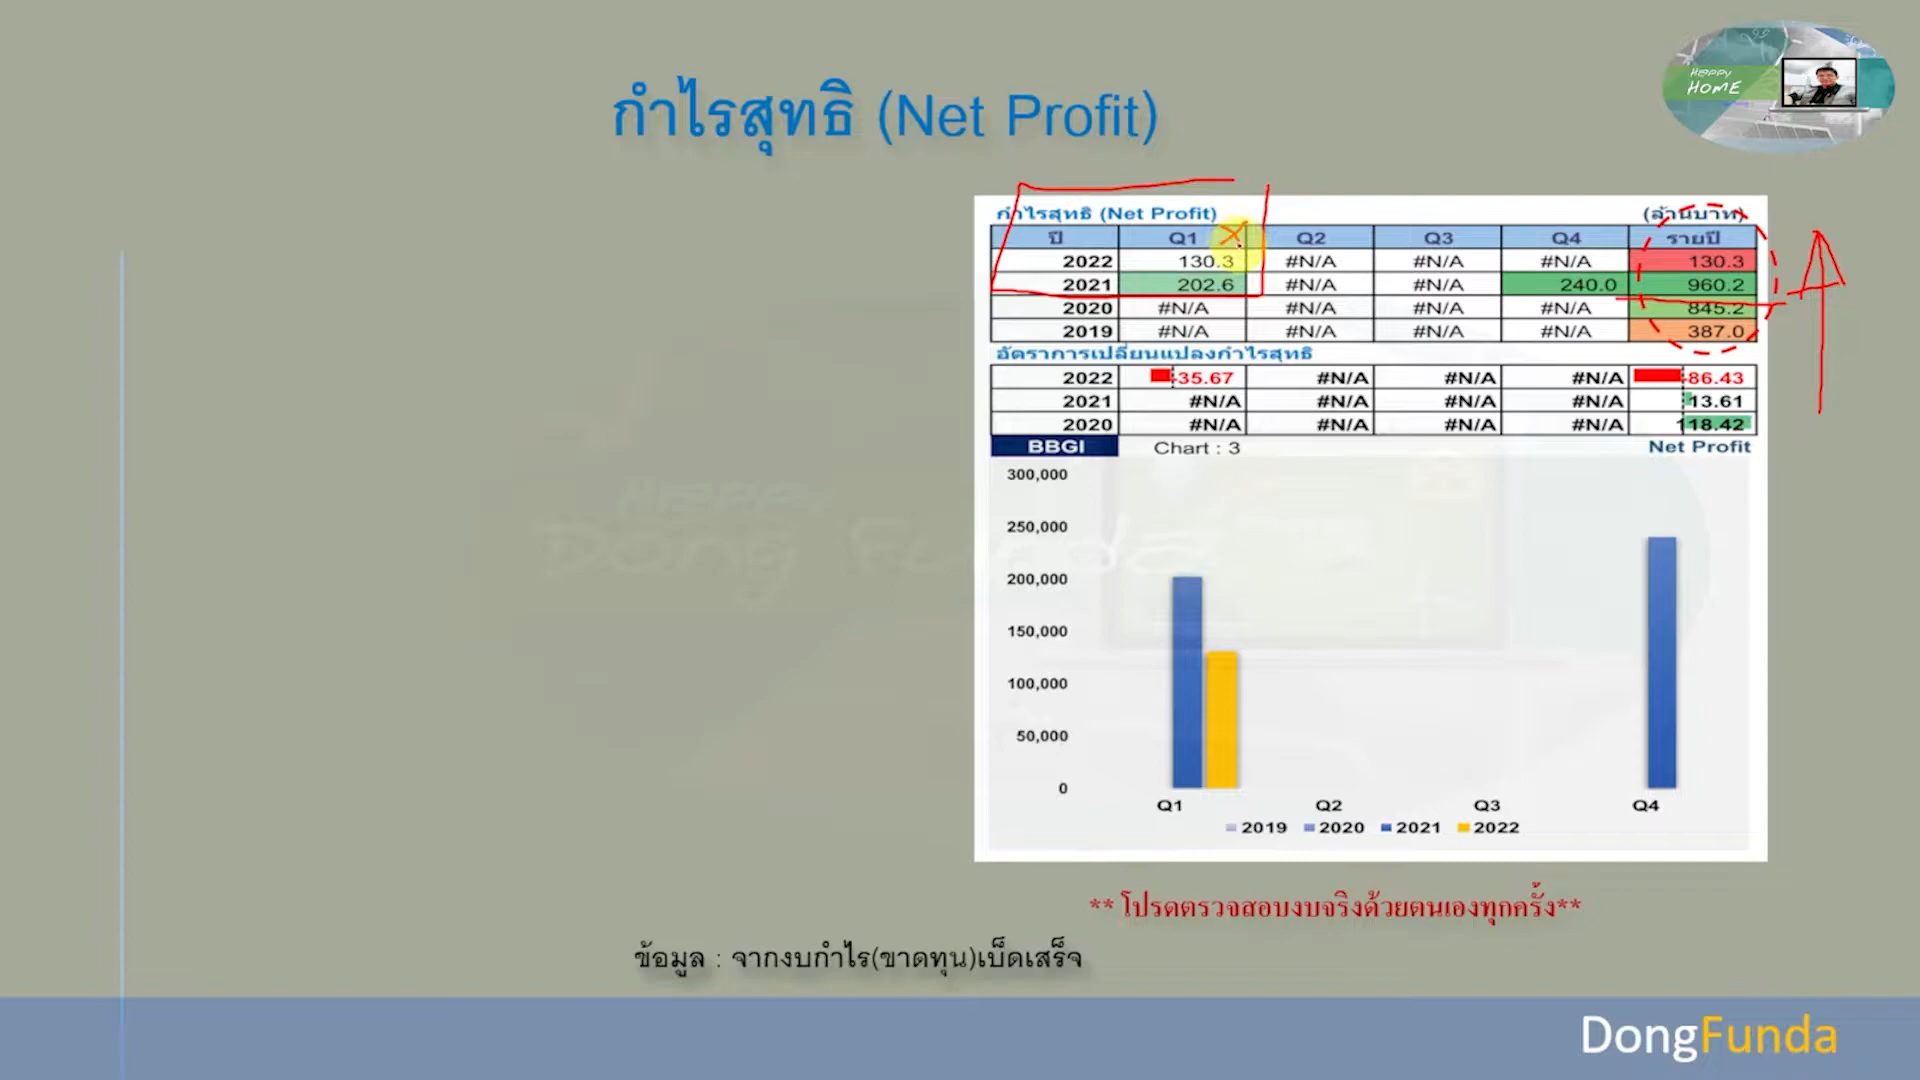 กำไรสุทธิ (Net Profit)
HAPPY
HOME
กำไรสุทธิ (Net Profit) (ล้านบาท)
ปี Q1 Q2 Q3 Q4 รายปี
2022 130.3 #N/A #N/A #N/A 130.3
2021 202.6 #N/A #N/A 240.0 960.2
2020 #N/A #N/A #N/A #N/A 845.2
2019 #N/A #N/A #N/A #N/A 387.0
อัตราการเปลี่ยนแปลงกำไรสุทธิ
2022 -35.67 #N/A #N/A #N/A -86.43
2021 #N/A #N/A #N/A #N/A 13.61
2020 #N/A #N/A #N/A #N/A 118.42
BBGI Chart : 3 Net Profit
300,000
250,000
200,000
150,000
100,000
50,000
0
Q1 Q2 Q3 Q4
2019 2020 2021 2022
HAPPY
Dong Funda
** โปรดตรวจสอบงบจริงด้วยตนเองทุกครั้ง**
ข้อมูล : จากงบกำไร(ขาดทุน)เบ็ดเสร็จ
DongFunda